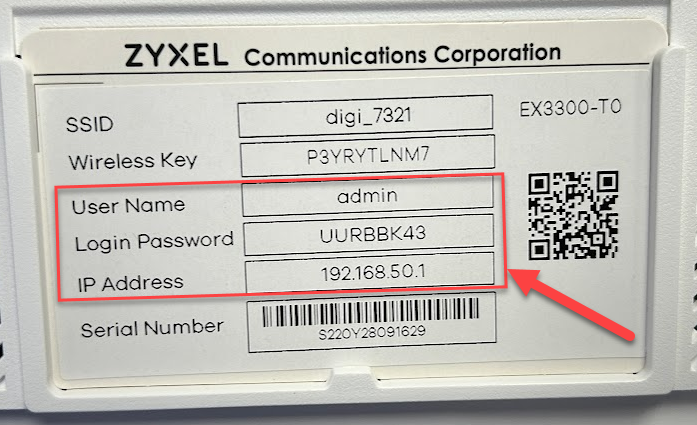 ZYXEL Communications Corporation
SSID digi_7321 EX3300-T0
Wireless Key P3YRYTLNM7
User Name admin
Login Password UURBBK43
IP Address 192.168.50.1
Serial Number
S220Y28091629